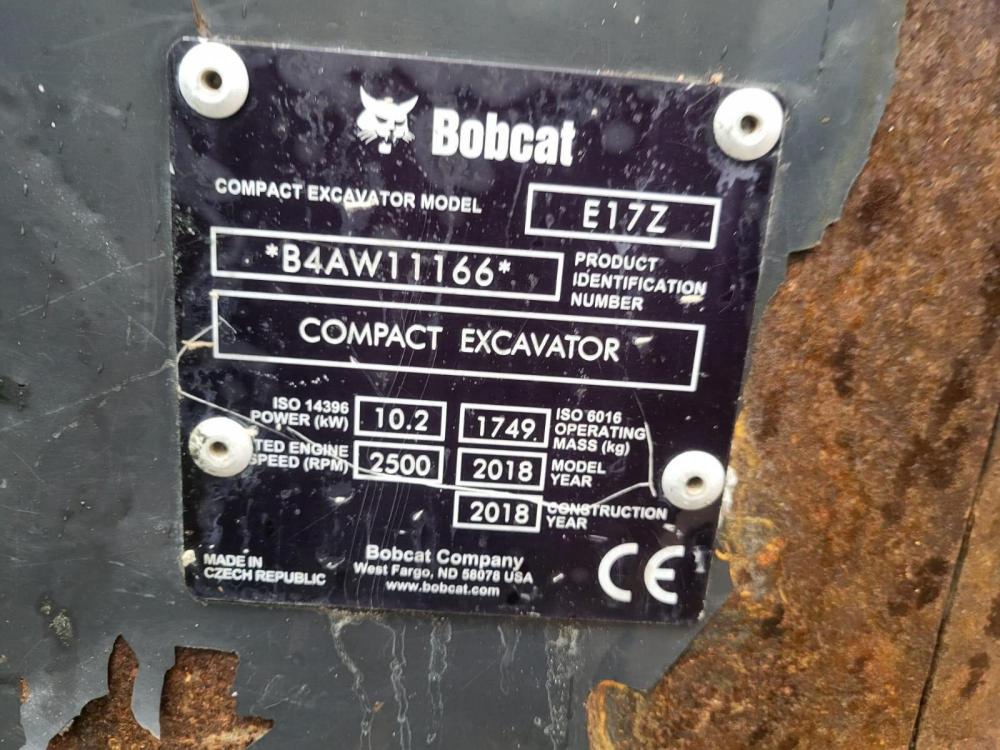 Bobcat
COMPACT EXCAVATOR MODEL
E17Z
*B4AW11166*
PRODUCT
IDENTIFICATION
NUMBER
COMPACT EXCAVATOR
ISO 14396
POWER (kW)
10.2
1749
ISO 6016
OPERATING
MASS (kg)
TED ENGINE
SPEED (RPM)
2500
2018
MODEL
YEAR
2018
CONSTRUCTION
YEAR
MADE IN
CZECH REPUBLIC
Bobcat Company
West Fargo, ND 58078 USA
www.bobcat.com
CE